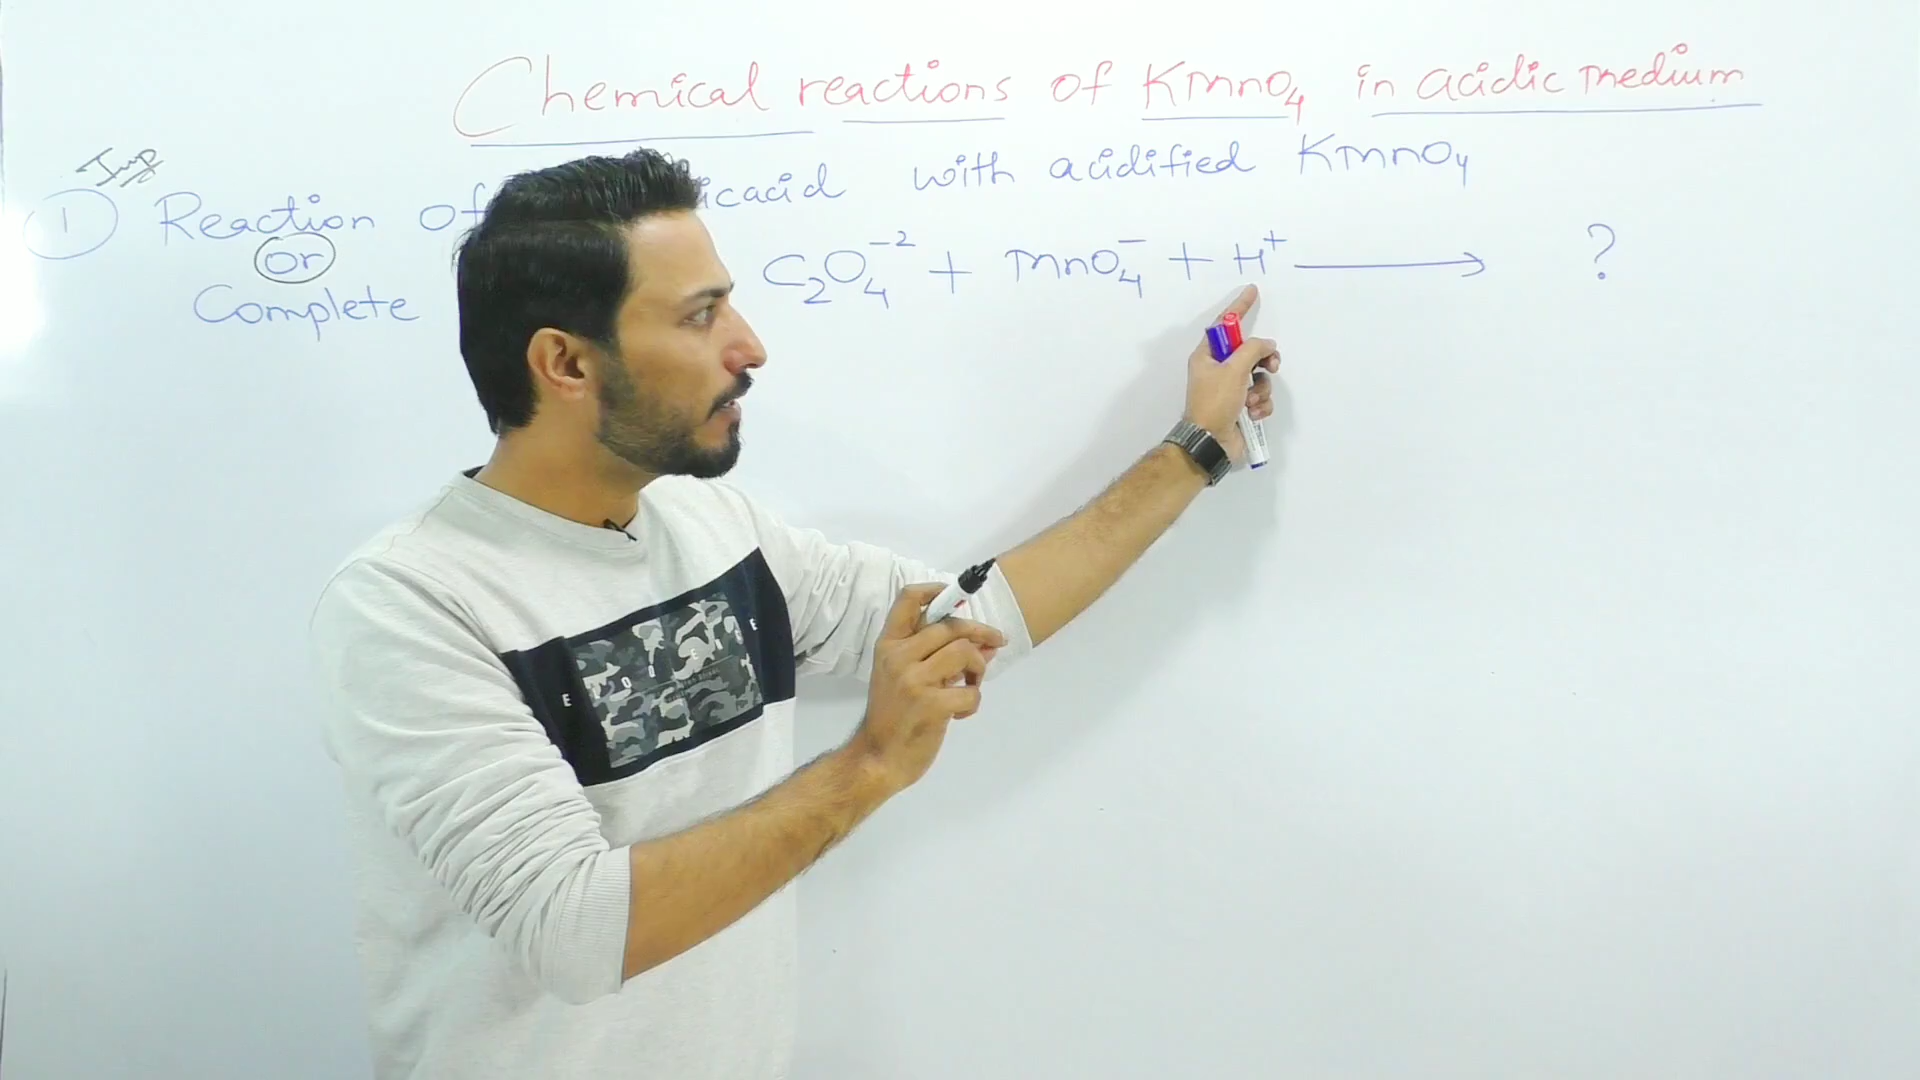 Chemical reactions of KMnO₄ in acidic medium
Imp
① Reaction of icacid with acidified KMnO₄
or
Complete C₂O₄⁻² + MnO₄⁻ + H⁺ ⟶ ?